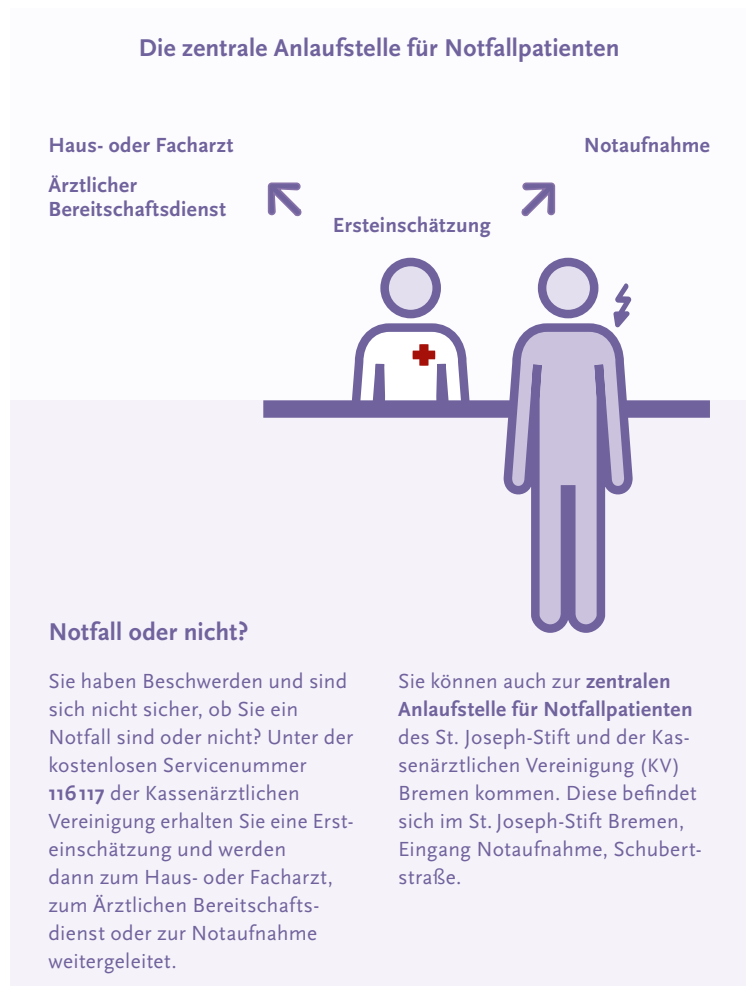 Die zentrale Anlaufstelle für Notfallpatienten
Haus- oder Facharzt
Notaufnahme
Ärztlicher
Bereitschaftsdienst
Ersteinschätzung
Notfall oder nicht?
Sie haben Beschwerden und sind
sich nicht sicher, ob Sie ein
Notfall sind oder nicht? Unter der
kostenlosen Servicenummer
116117 der Kassenärztlichen
Vereinigung erhalten Sie eine Erst-
einschätzung und werden
dann zum Haus- oder Facharzt,
zum Ärztlichen Bereitschafts-
dienst oder zur Notaufnahme
weitergeleitet.
Sie können auch zur zentralen
Anlaufstelle für Notfallpatienten
des St. Joseph-Stift und der Kas-
senärztlichen Vereinigung (KV)
Bremen kommen. Diese befindet
sich im St. Joseph-Stift Bremen,
Eingang Notaufnahme, Schubert-
straße.